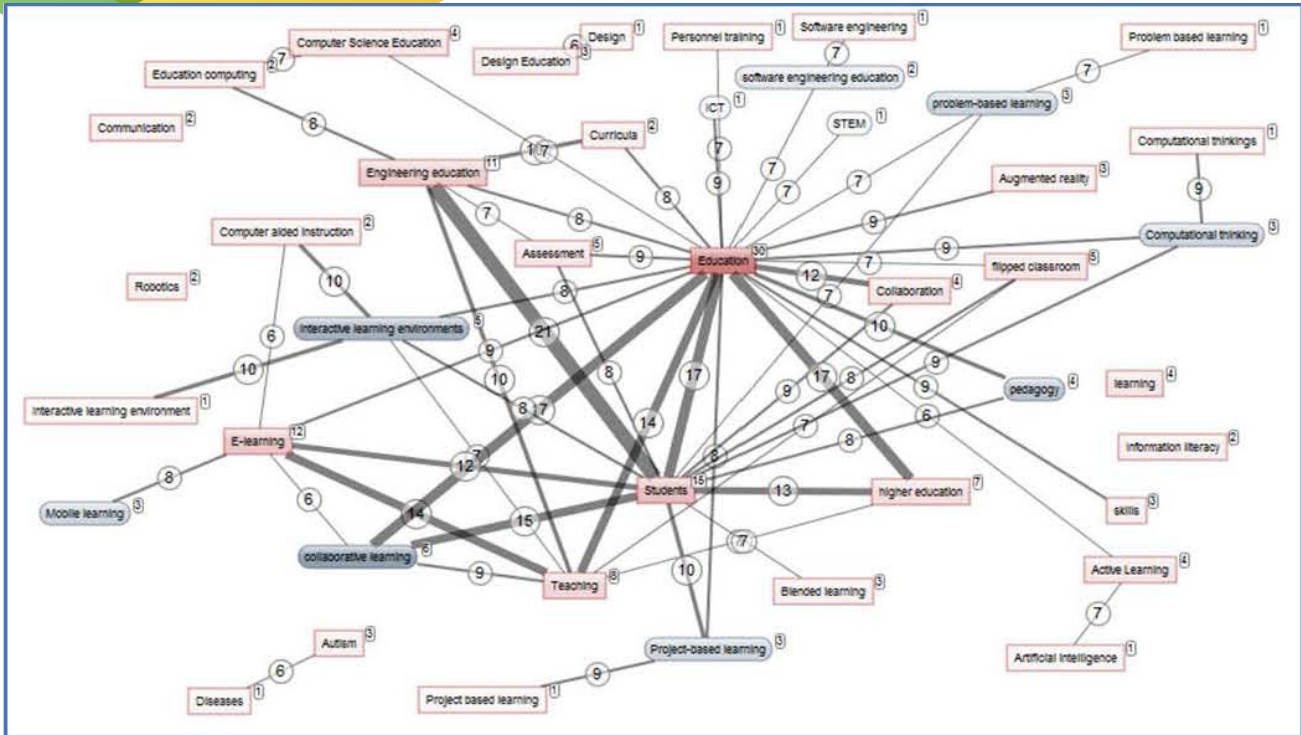 Computer Science Education 4
Design 1
6
Design Education 3
Personnel training 1
Software engineering 1
Problem based learning 1
7
Education computing 2
7
software engineering education 2
7
problem-based learning 3
ICT 1
STEM 1
Communication 2
8
Curricula 2
7
7
Computational thinkings 1
Engineering education 11
9
7
7
7
Augmented reality 3
9
8
7
8
9
Computer aided instruction 2
Assessment 5
9
Education 30
9
Computational thinking 3
7
flipped classroom 5
12
Collaboration 4
Robotics 2
10
8
7
Interactive learning environments 5
6
21
10
9
10
10
8
17
9
8
17
9
9
pedagogy 4
learning 4
Interactive learning environment 1
8
17
14
7
6
8
Information literacy 2
E-learning 12
12
7
8
8
Students 15
13
higher education 7
Mobile learning 3
6
14
15
skills 3
collaborative learning 6
9
Teaching 8
10
7
Blended learning 3
Active Learning 4
7
Autism 3
6
Diseases 1
Project-based learning 3
9
Project based learning 1
Artificial Intelligence 1